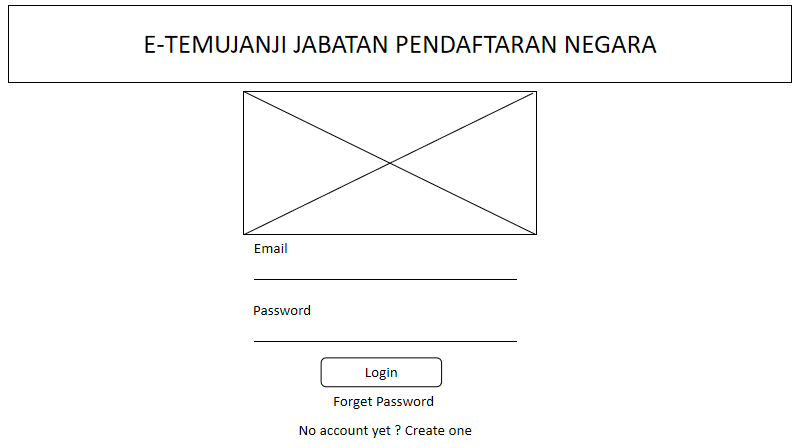 E-TEMUJANJI JABATAN PENDAFTARAN NEGARA
Email
Password
Login
Forget Password
No account yet ? Create one